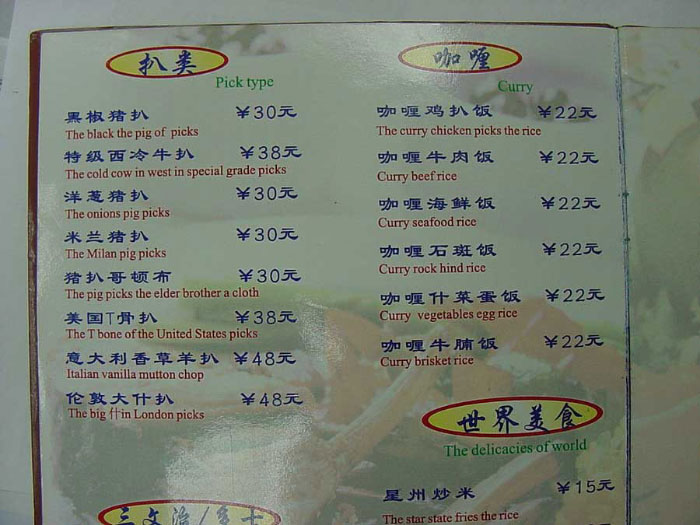 扒类
Pick type
黑椒猪扒 ￥30元
The black the pig of picks
特级西冷牛扒 ￥38元
The cold cow in west in special grade picks
洋葱猪扒 ￥30元
The onions pig picks
米兰猪扒 ￥30元
The Milan pig picks
猪扒哥顿布 ￥30元
The pig picks the elder brother a cloth
美国T骨扒 ￥38元
The T bone of the United States picks
意大利香草羊扒 ￥48元
Italian vanilla mutton chop
伦敦大什扒 ￥48元
The big 什in London picks
三文治/多士
咖喱
Curry
咖喱鸡扒饭 ￥22元
The curry chicken picks the rice
咖喱牛肉饭 ￥22元
Curry beef rice
咖喱海鲜饭 ￥22元
Curry seafood rice
咖喱石斑饭 ￥22元
Curry rock hind rice
咖喱什菜蛋饭 ￥22元
Curry vegetables egg rice
咖喱牛腩饭 ￥22元
Curry brisket rice
世界美食
The delicacies of world
星州炒米 ￥15元
The star state fries the rice